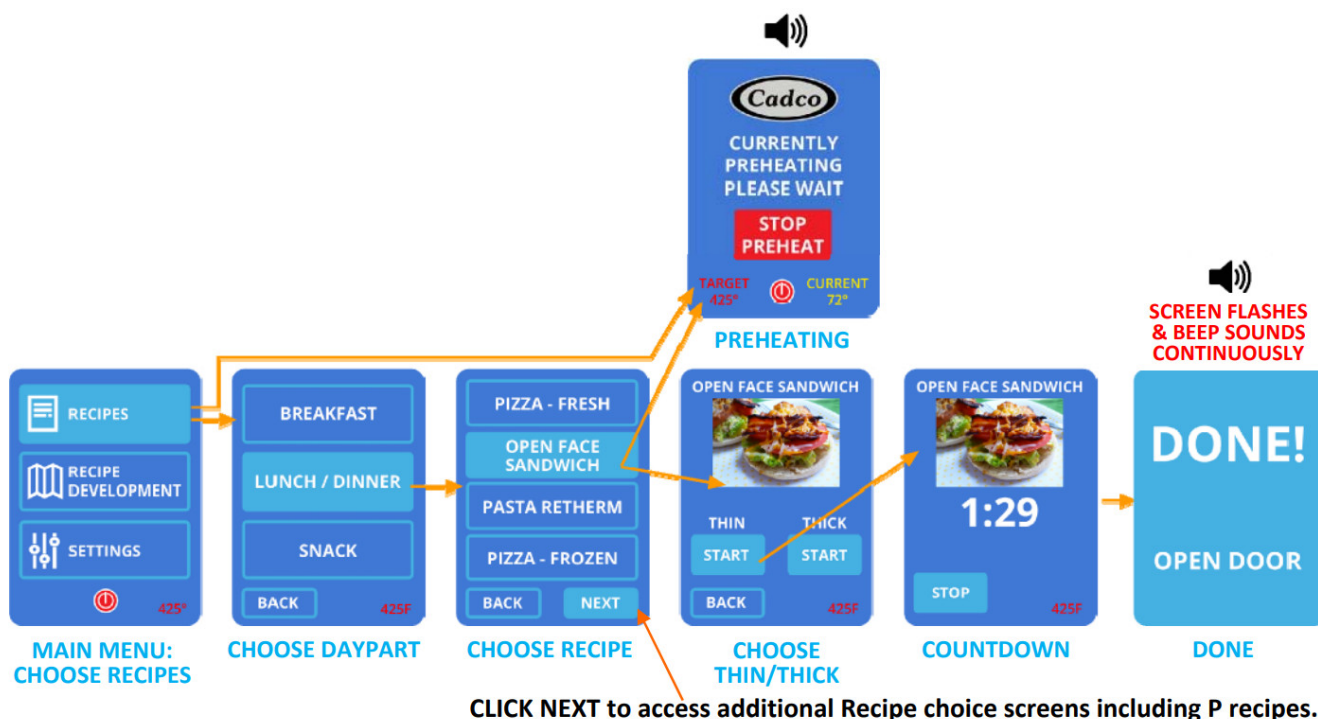 Cadco
CURRENTLY
PREHEATING
PLEASE WAIT
STOP
PREHEAT
TARGET
425°
CURRENT
72°
PREHEATING
SCREEN FLASHES
& BEEP SOUNDS
CONTINUOUSLY
RECIPES
RECIPE
DEVELOPMENT
SETTINGS
425°
MAIN MENU:
CHOOSE RECIPES
BREAKFAST
LUNCH / DINNER
SNACK
BACK
425F
CHOOSE DAYPART
PIZZA - FRESH
OPEN FACE
SANDWICH
PASTA RETHERM
PIZZA - FROZEN
BACK
NEXT
CHOOSE RECIPE
OPEN FACE SANDWICH
THIN
THICK
START
START
BACK
425F
CHOOSE
THIN/THICK
OPEN FACE SANDWICH
1:29
STOP
425F
COUNTDOWN
DONE!
OPEN DOOR
DONE
CLICK NEXT to access additional Recipe choice screens including P recipes.